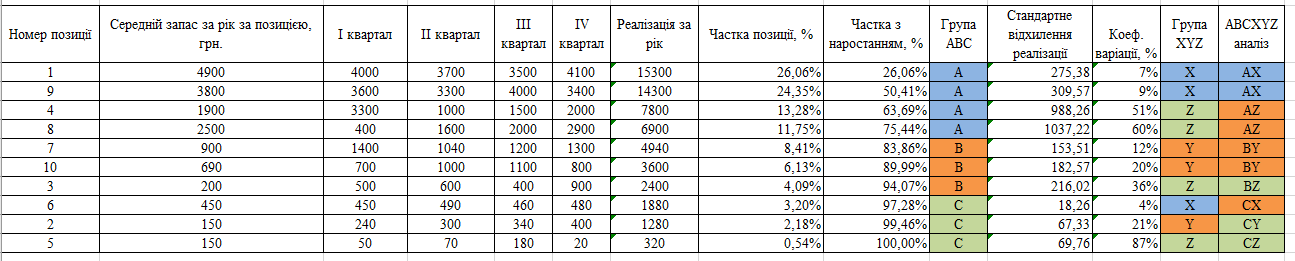 Номер позиції | Середній запас за рік за позицією, грн. | І квартал | ІІ квартал | ІІІ квартал | IV квартал | Реалізація за рік | Частка позиції, % | Частка з наростанням, % | Група ABC | Стандартне відхилення реалізації | Коеф. варіації, % | Група XYZ | ABCXYZ аналіз
1 | 4900 | 4000 | 3700 | 3500 | 4100 | 15300 | 26,06% | 26,06% | A | 275,38 | 7% | X | AX
9 | 3800 | 3600 | 3300 | 4000 | 3400 | 14300 | 24,35% | 50,41% | A | 309,57 | 9% | X | AX
4 | 1900 | 3300 | 1000 | 1500 | 2000 | 7800 | 13,28% | 63,69% | A | 988,26 | 51% | Z | AZ
8 | 2500 | 400 | 1600 | 2000 | 2900 | 6900 | 11,75% | 75,44% | A | 1037,22 | 60% | Z | AZ
7 | 900 | 1400 | 1040 | 1200 | 1300 | 4940 | 8,41% | 83,86% | B | 153,51 | 12% | Y | BY
10 | 690 | 700 | 1000 | 1100 | 800 | 3600 | 6,13% | 89,99% | B | 182,57 | 20% | Y | BY
3 | 200 | 500 | 600 | 400 | 900 | 2400 | 4,09% | 94,07% | B | 216,02 | 36% | Z | BZ
6 | 450 | 450 | 490 | 460 | 480 | 1880 | 3,20% | 97,28% | C | 18,26 | 4% | X | CX
2 | 150 | 240 | 300 | 340 | 400 | 1280 | 2,18% | 99,46% | C | 67,33 | 21% | Y | CY
5 | 150 | 50 | 70 | 180 | 20 | 320 | 0,54% | 100,00% | C | 69,76 | 87% | Z | CZ